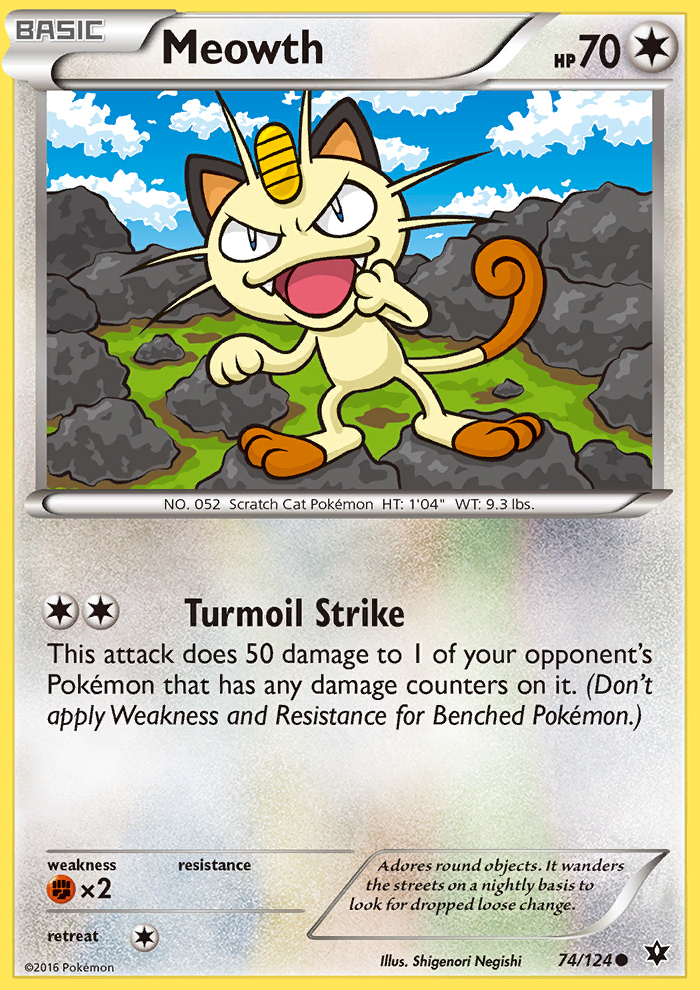 BASIC
Meowth
HP 70
NO. 052 Scratch Cat Pokémon HT: 1'04" WT: 9.3 lbs.
Turmoil Strike
This attack does 50 damage to 1 of your opponent's
Pokémon that has any damage counters on it. (Don't
apply Weakness and Resistance for Benched Pokémon.)
weakness resistance
×2
retreat
Adores round objects. It wanders
the streets on a nightly basis to
look for dropped loose change.
©2016 Pokémon
Illus. Shigenori Negishi
74/124